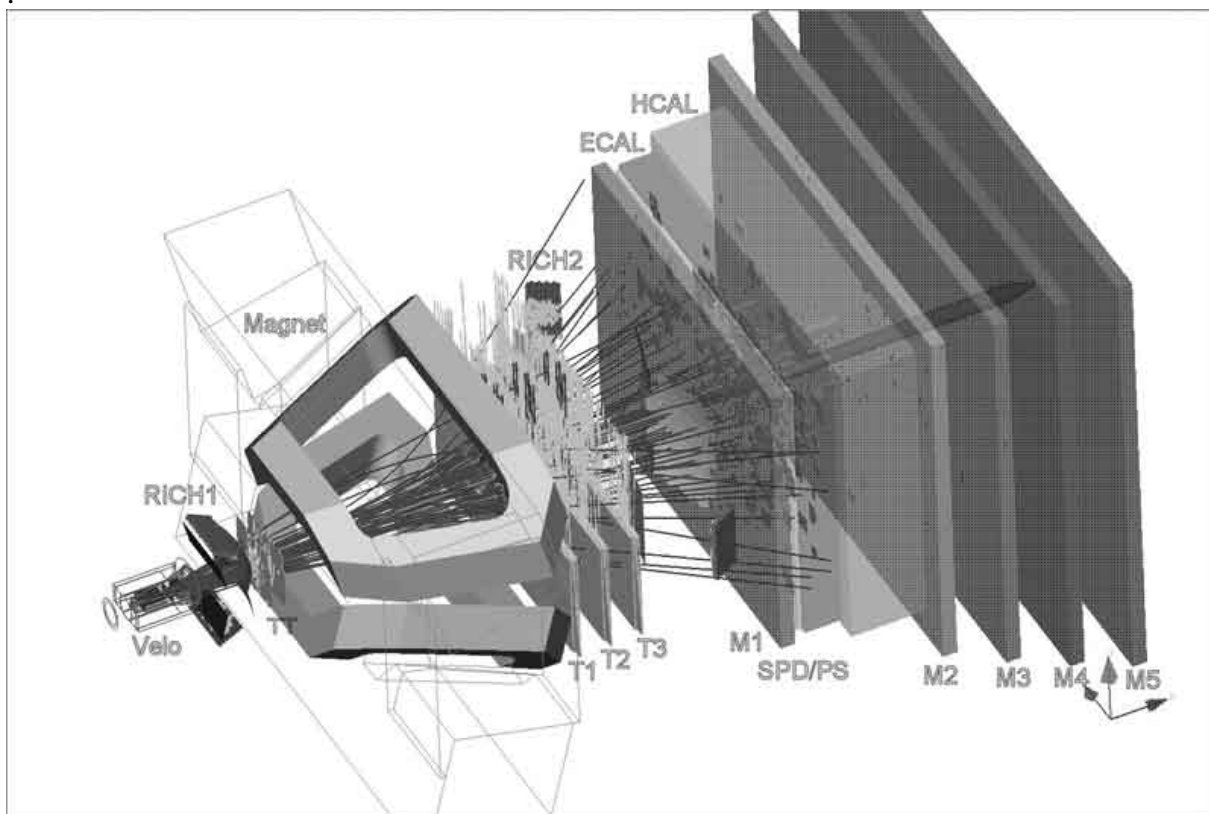 HCAL
ECAL
RICH2
Magnet
RICH1
Velo
TT
T1
T2
T3
M1
SPD/PS
M2
M3
M4
M5